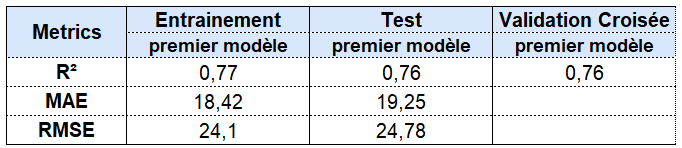 Metrics Entrainement Test Validation Croisée
premier modèle premier modèle premier modèle
R² 0,77 0,76 0,76
MAE 18,42 19,25
RMSE 24,1 24,78